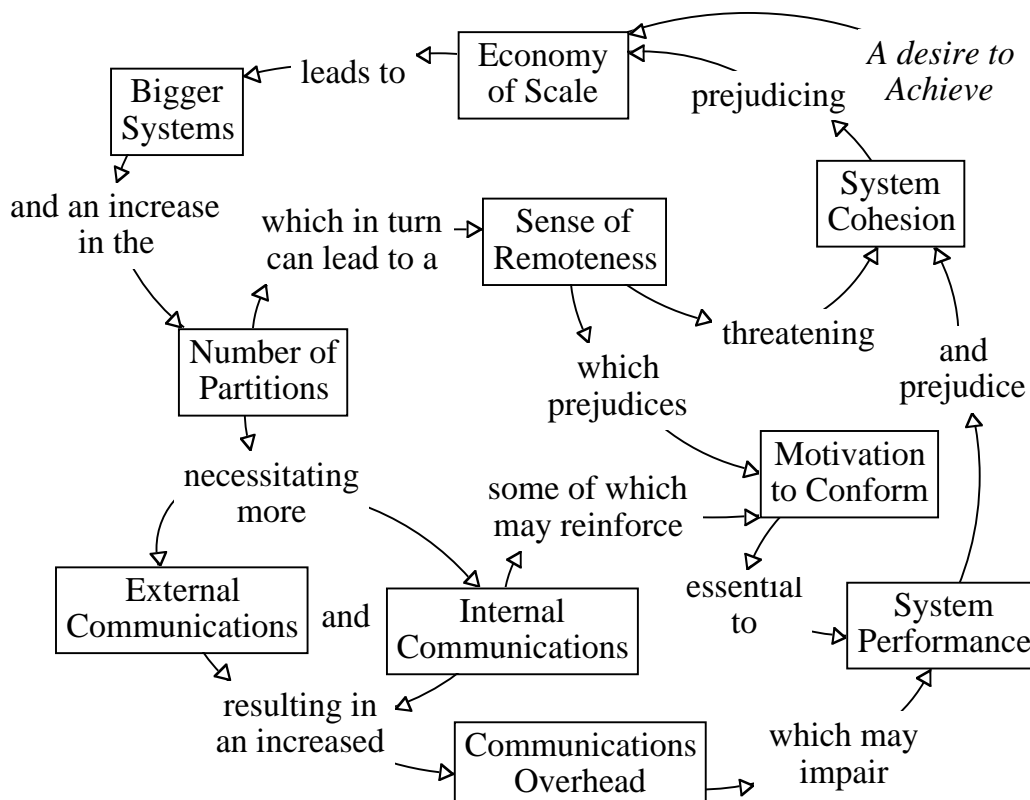 A desire to
Achieve
Economy
of Scale
leads to
Bigger
Systems
prejudicing
and an increase
in the
which in turn
can lead to a
Sense of
Remoteness
System
Cohesion
Number of
Partitions
threatening
which
prejudices
and
prejudice
necessitating
more
some of which
may reinforce
Motivation
to Conform
External
Communications
and
Internal
Communications
essential
to
System
Performance
resulting in
an increased
Communications
Overhead
which may
impair